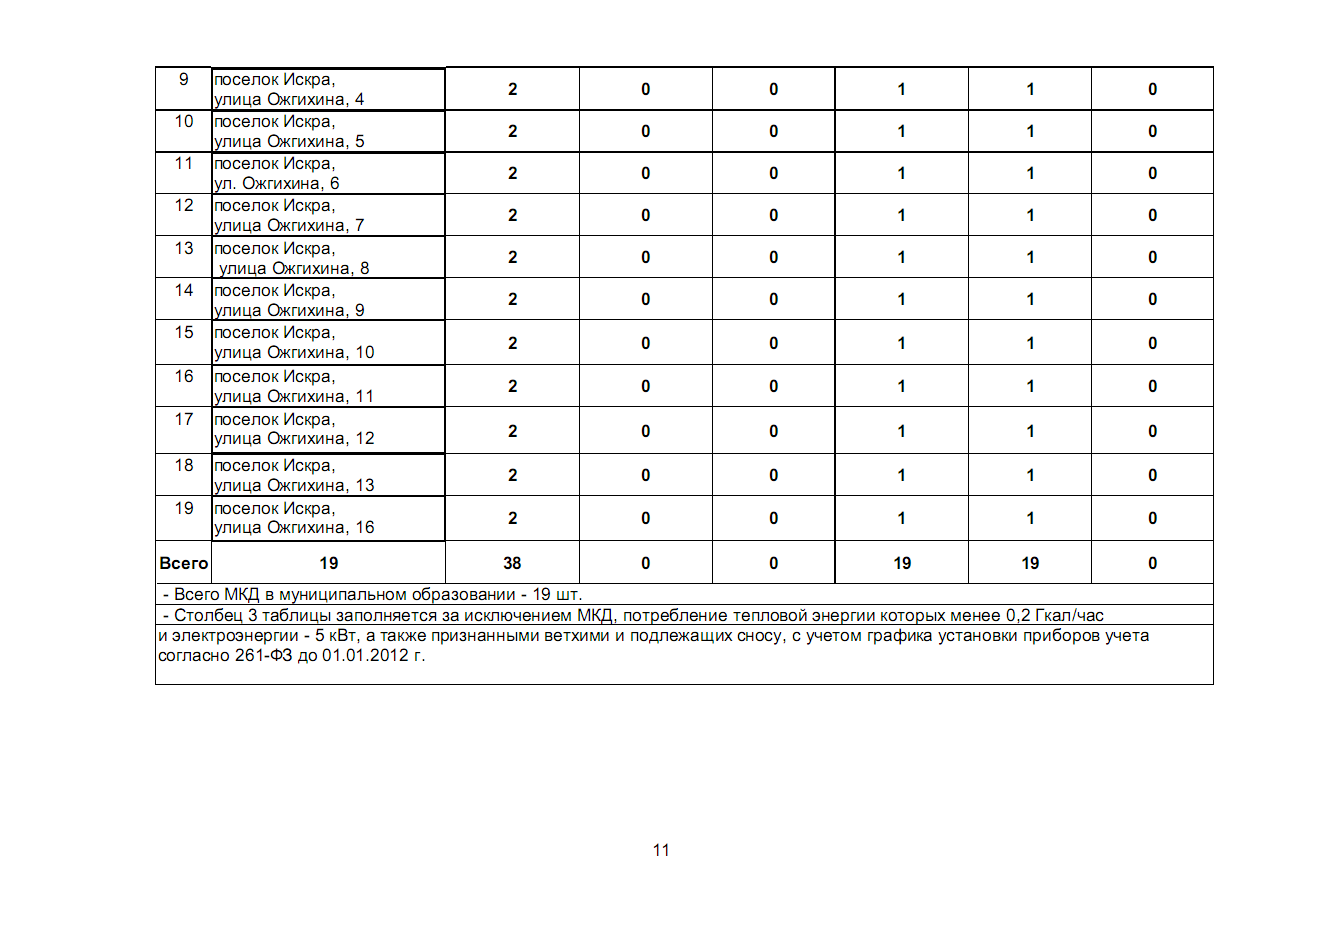 9 поселок Искра,
улица Ожгихина, 4 2 0 0 1 1 0
10 поселок Искра,
улица Ожгихина, 5 2 0 0 1 1 0
11 поселок Искра,
ул. Ожгихина, 6 2 0 0 1 1 0
12 поселок Искра,
улица Ожгихина, 7 2 0 0 1 1 0
13 поселок Искра,
улица Ожгихина, 8 2 0 0 1 1 0
14 поселок Искра,
улица Ожгихина, 9 2 0 0 1 1 0
15 поселок Искра,
улица Ожгихина, 10 2 0 0 1 1 0
16 поселок Искра,
улица Ожгихина, 11 2 0 0 1 1 0
17 поселок Искра,
улица Ожгихина, 12 2 0 0 1 1 0
18 поселок Искра,
улица Ожгихина, 13 2 0 0 1 1 0
19 поселок Искра,
улица Ожгихина, 16 2 0 0 1 1 0
Всего 19 38 0 0 19 19 0
- Всего МКД в муниципальном образовании - 19 шт.
- Столбец 3 таблицы заполняется за исключением МКД, потребление тепловой энергии которых менее 0,2 Гкал/час
и электроэнергии - 5 кВт, а также признанными ветхими и подлежащих сносу, с учетом графика установки приборов учета
согласно 261-ФЗ до 01.01.2012 г.
11